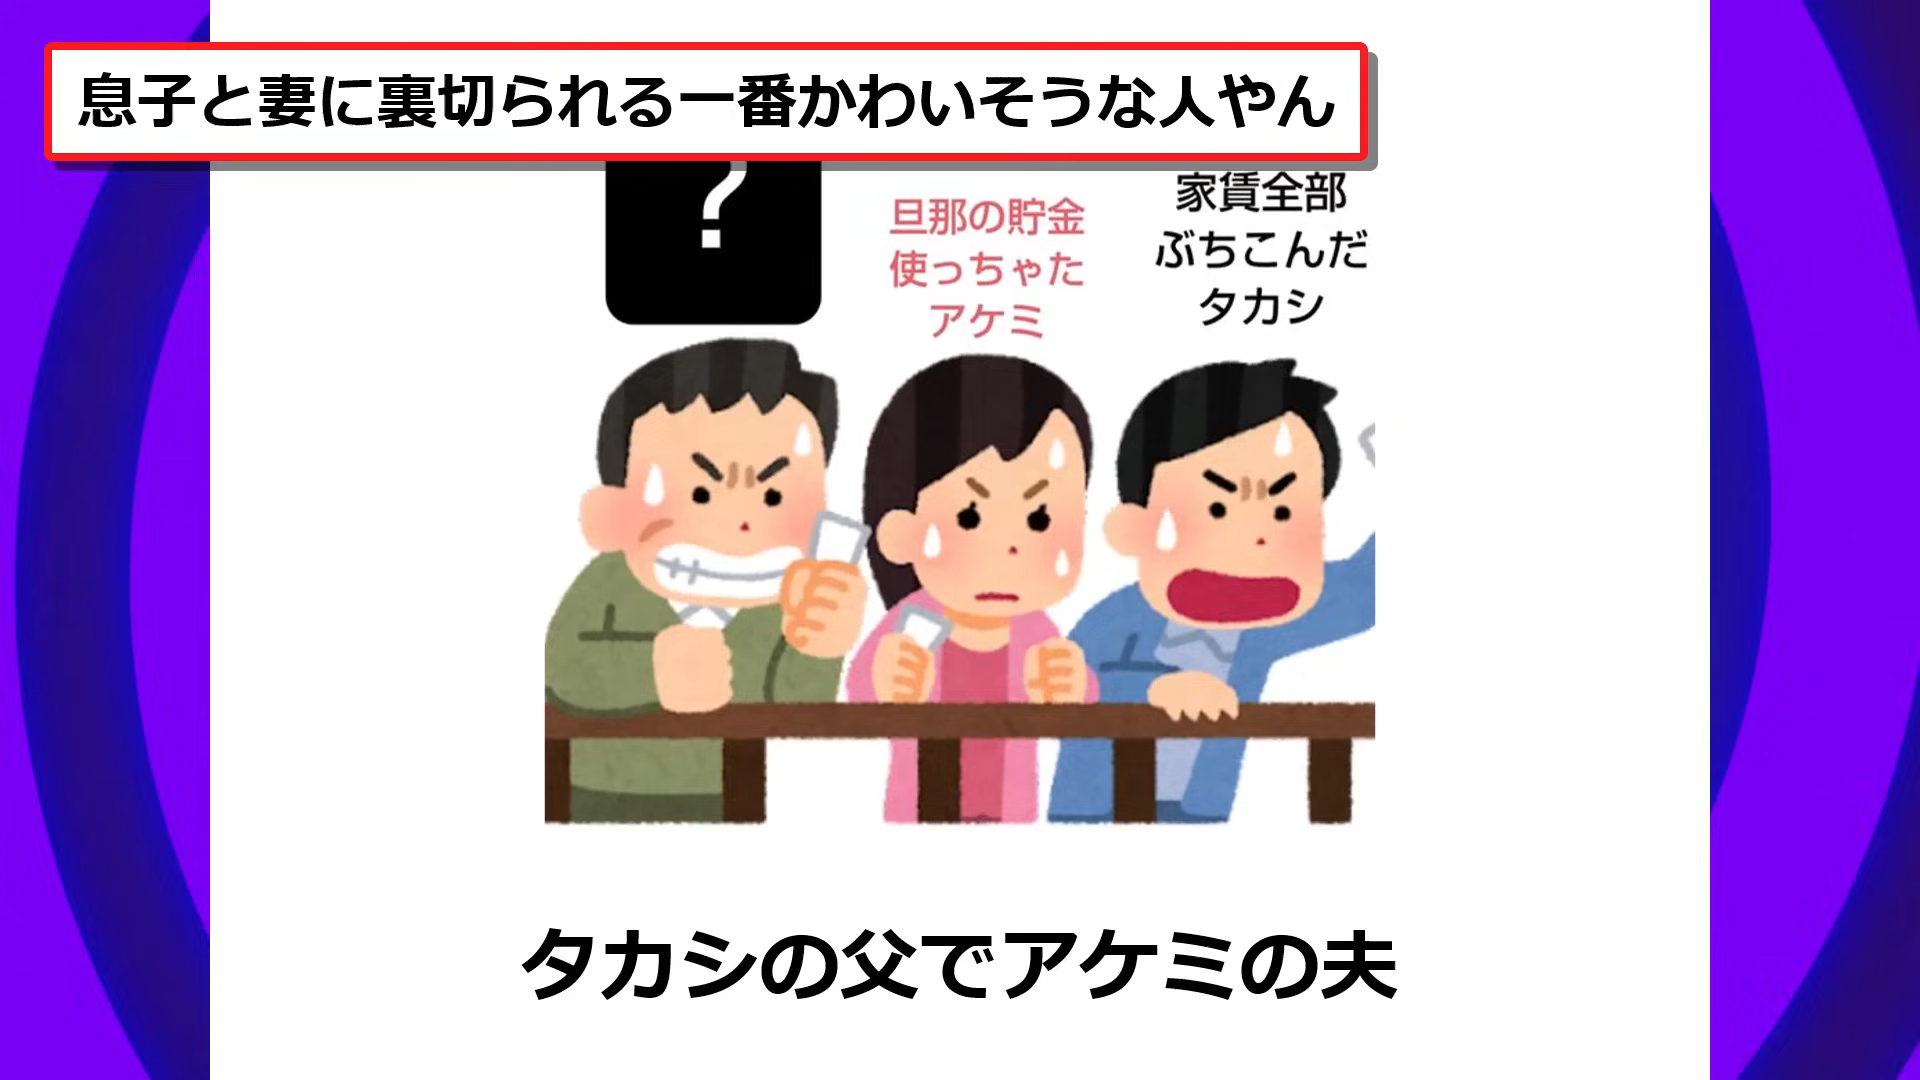 息子と妻に裏切られる一番かわいそうな人やん
?
旦那の貯金
使っちゃた
アケミ
家賃全部
ぶちこんだ
タカシ
タカシの父でアケミの夫